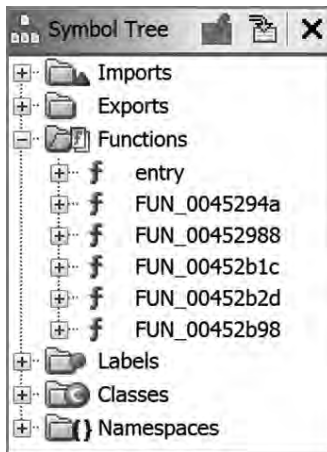 Symbol Tree
Imports
Exports
Functions
f entry
f FUN_0045294a
f FUN_00452988
f FUN_00452b1c
f FUN_00452b2d
f FUN_00452b98
Labels
Classes
{} Namespaces